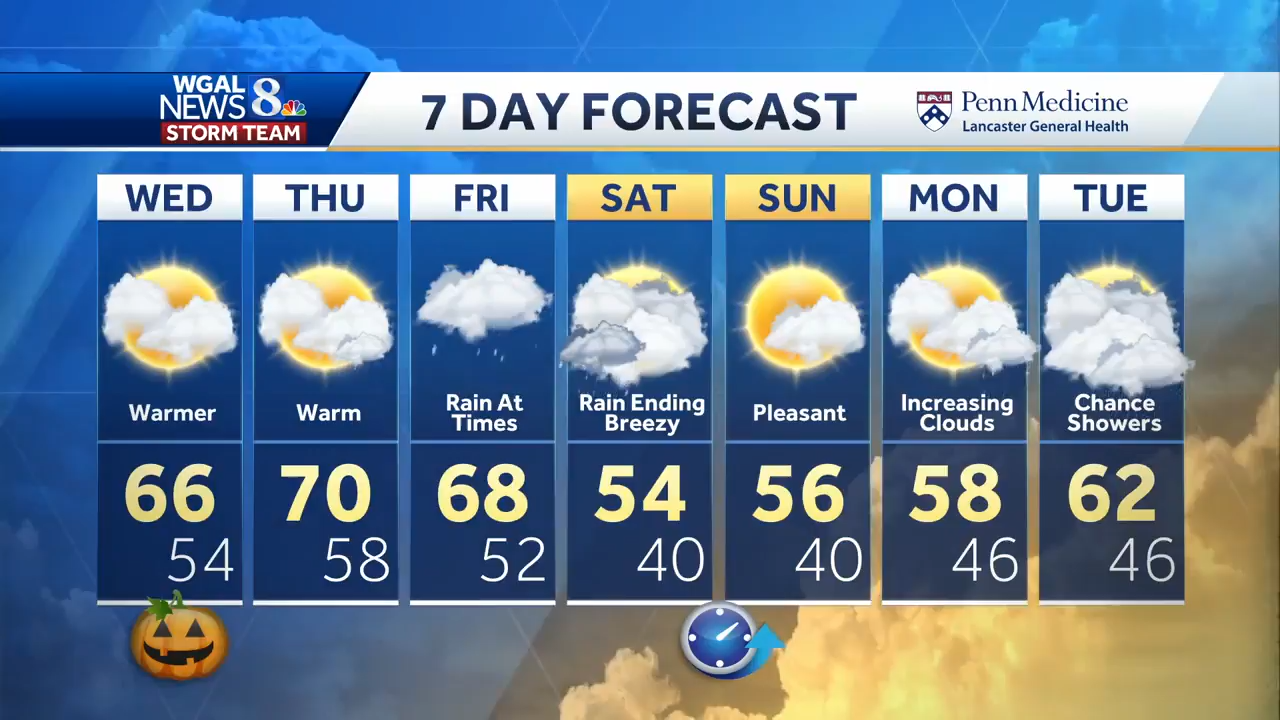 WGAL
NEWS 8
STORM TEAM
7 DAY FORECAST
Penn Medicine
Lancaster General Health
WED
THU
FRI
SAT
SUN
MON
TUE
Warmer
Warm
Rain At
Times
Rain Ending
Breezy
Pleasant
Increasing
Clouds
Chance
Showers
66
70
68
54
56
58
62
54
58
52
40
40
46
46